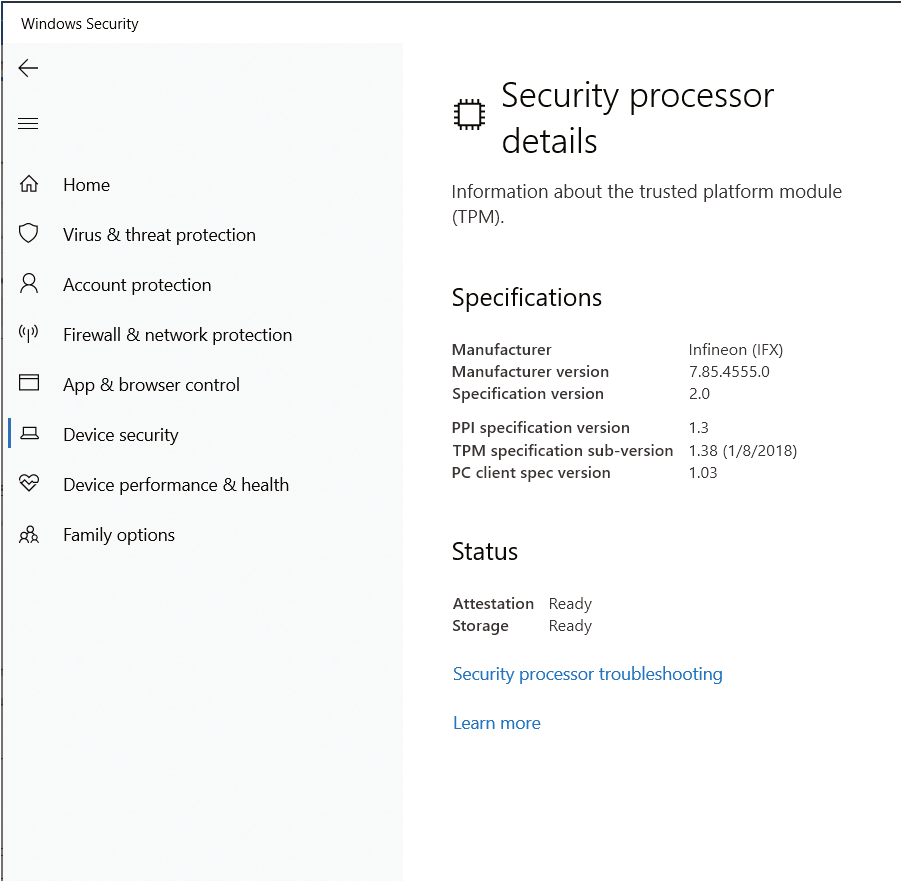 Windows Security
Home
Virus & threat protection
Account protection
Firewall & network protection
App & browser control
Device security
Device performance & health
Family options
Security processor
details
Information about the trusted platform module
(TPM).
Specifications
Manufacturer Infineon (IFX)
Manufacturer version 7.85.4555.0
Specification version 2.0
PPI specification version 1.3
TPM specification sub-version 1.38 (1/8/2018)
PC client spec version 1.03
Status
Attestation Ready
Storage Ready
Security processor troubleshooting
Learn more